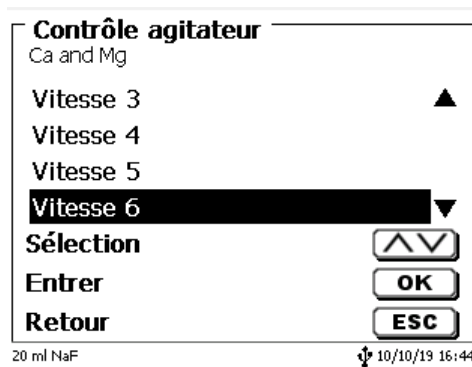 Contrôle agitateur
Ca and Mg
Vitesse 3
Vitesse 4
Vitesse 5
Vitesse 6
Sélection
Entrer OK
Retour ESC
20 ml NaF 10/10/19 16:44